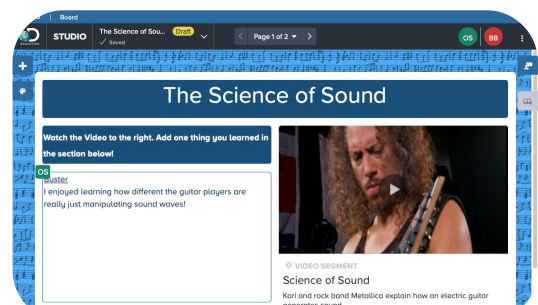 Board
STUDIO
The Science of Sou...
Draft
Saved
Page 1 of 2
OS
BB
The Science of Sound
Watch the Video to the right. Add one thing you learned in
the section below!
OS
Buster
I enjoyed learning how different the guitar players are
really just manipulating sound waves!
VIDEO SEGMENT
Science of Sound
Kari and rock band Metallica explain how an electric guitar
generates sound